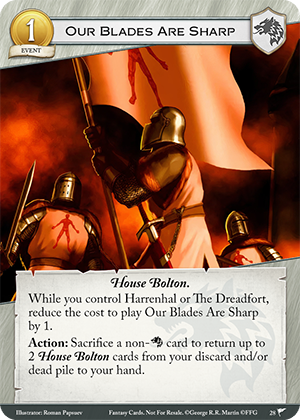 1
EVENT
Our Blades Are Sharp
House Bolton.
While you control Harrenhal or The Dreadfort,
reduce the cost to play Our Blades Are Sharp
by 1.
Action: Sacrifice a non- card to return up to
2 House Bolton cards from your discard and/or
dead pile to your hand.
Illustrator: Roman Papsuev
Fantasy Cards. Not For Resale. ©George R.R. Martin ©FFG
28